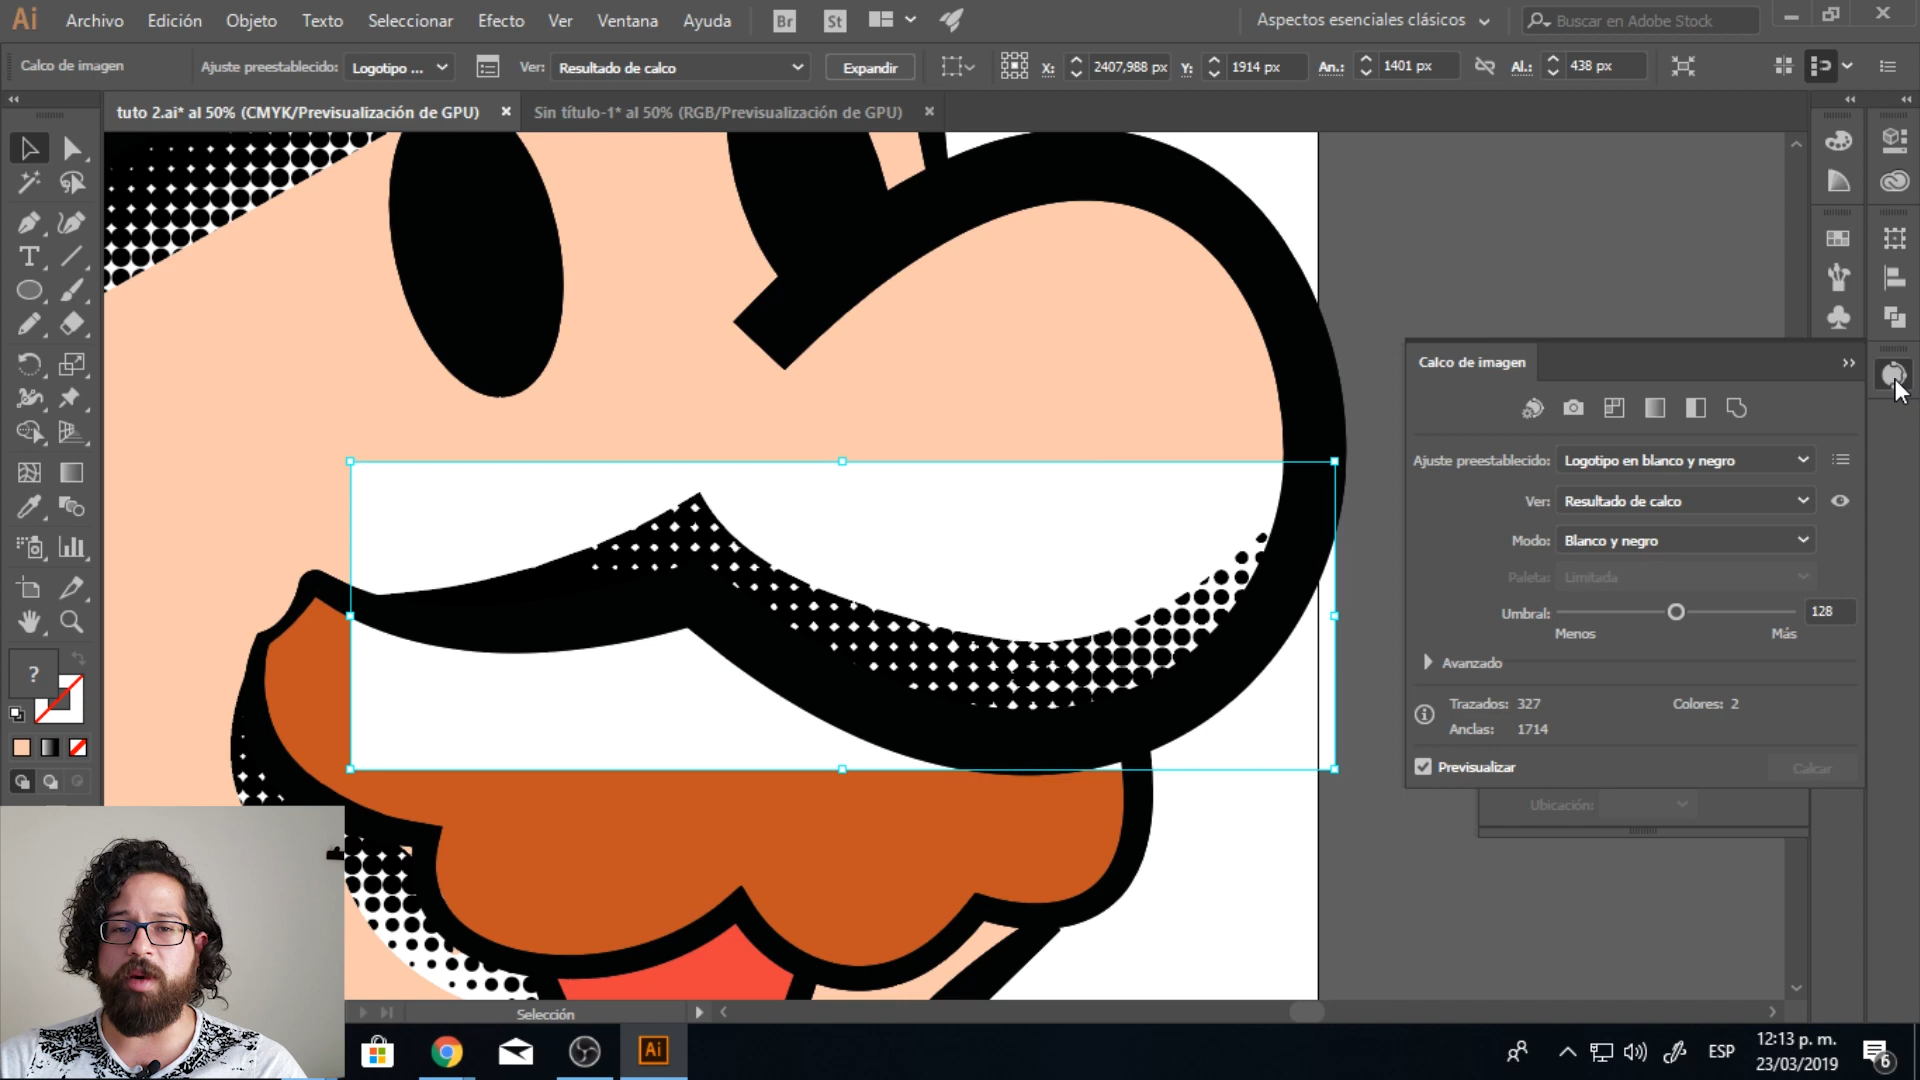 Ai Archivo Edición Objeto Texto Seleccionar Efecto Ver Ventana Ayuda Br St Aspectos esenciales clásicos Buscar en Adobe Stock
Calco de imagen Ajuste preestablecido: Logotipo ... Ver: Resultado de calco Expandir X: 2407,988 px Y: 1914 px An.: 1401 px Al.: 438 px
tuto 2.ai* al 50% (CMYK/Previsualización de GPU) × Sin título-1* al 50% (RGB/Previsualización de GPU) ×
Calco de imagen
Ajuste preestablecido: Logotipo en blanco y negro
Ver: Resultado de calco
Modo: Blanco y negro
Paleta: Limitada
Umbral: 128
Menos Más
Avanzado
Trazados: 327 Colores: 2
Anclas: 1714
Previsualizar Calcar
Ubicación:
?
Selección
Ai
ESP
12:13 p. m.
23/03/2019
6